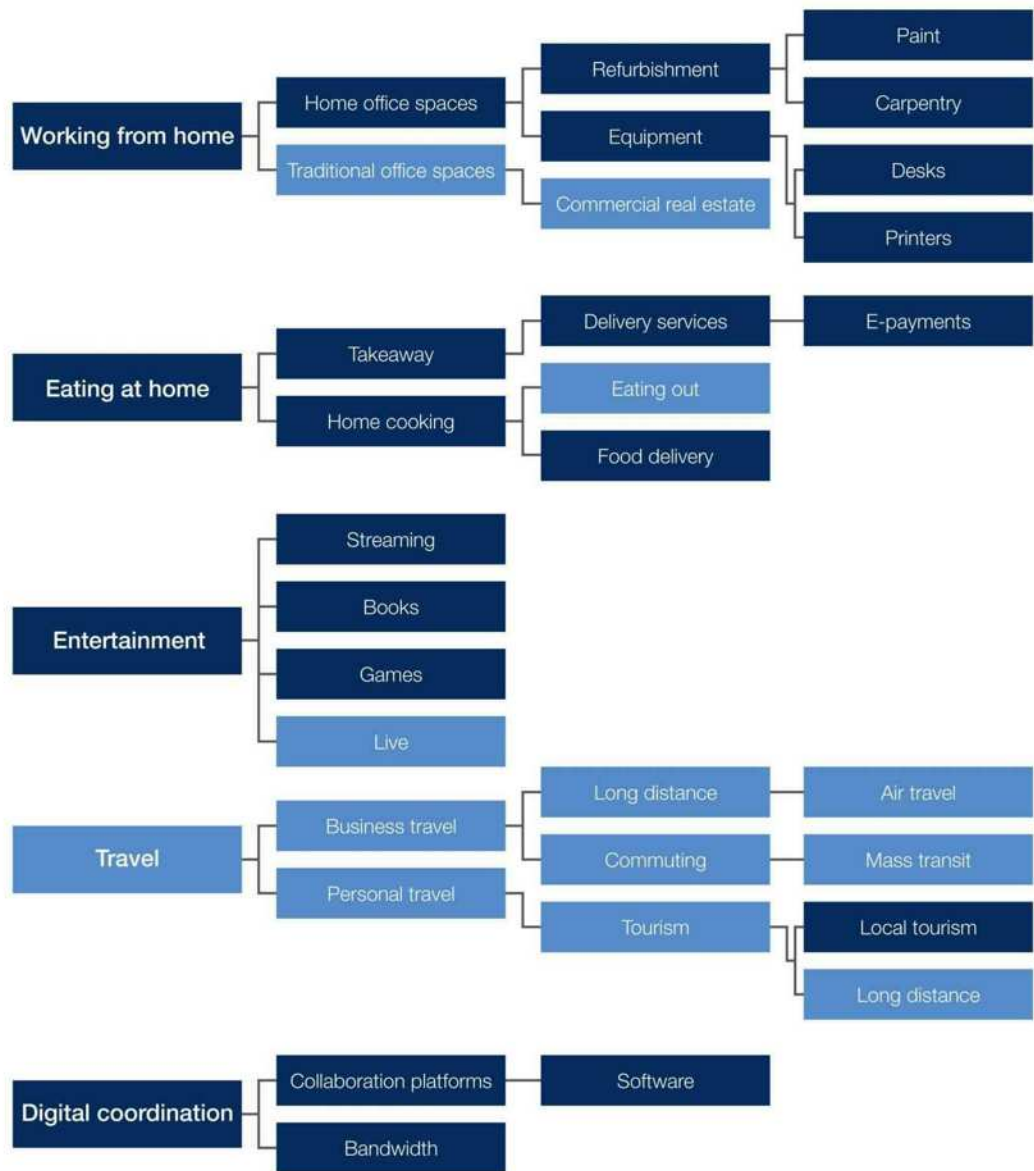 Working from home
Home office spaces
Traditional office spaces
Refurbishment
Equipment
Commercial real estate
Paint
Carpentry
Desks
Printers
Eating at home
Takeaway
Home cooking
Delivery services
Eating out
Food delivery
E-payments
Entertainment
Streaming
Books
Games
Live
Travel
Business travel
Personal travel
Long distance
Commuting
Tourism
Air travel
Mass transit
Local tourism
Long distance
Digital coordination
Collaboration platforms
Bandwidth
Software